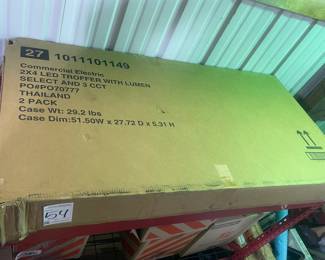 27 1011101149
Commercial Electric
2X4 LED TROFFER WITH LUMEN
SELECT AND 3 CCT
PO#PO70777
THAILAND
2 PACK
Case Wt: 29.2 lbs
Case Dim:51.50W x 27.72 D x 5.31 H
54